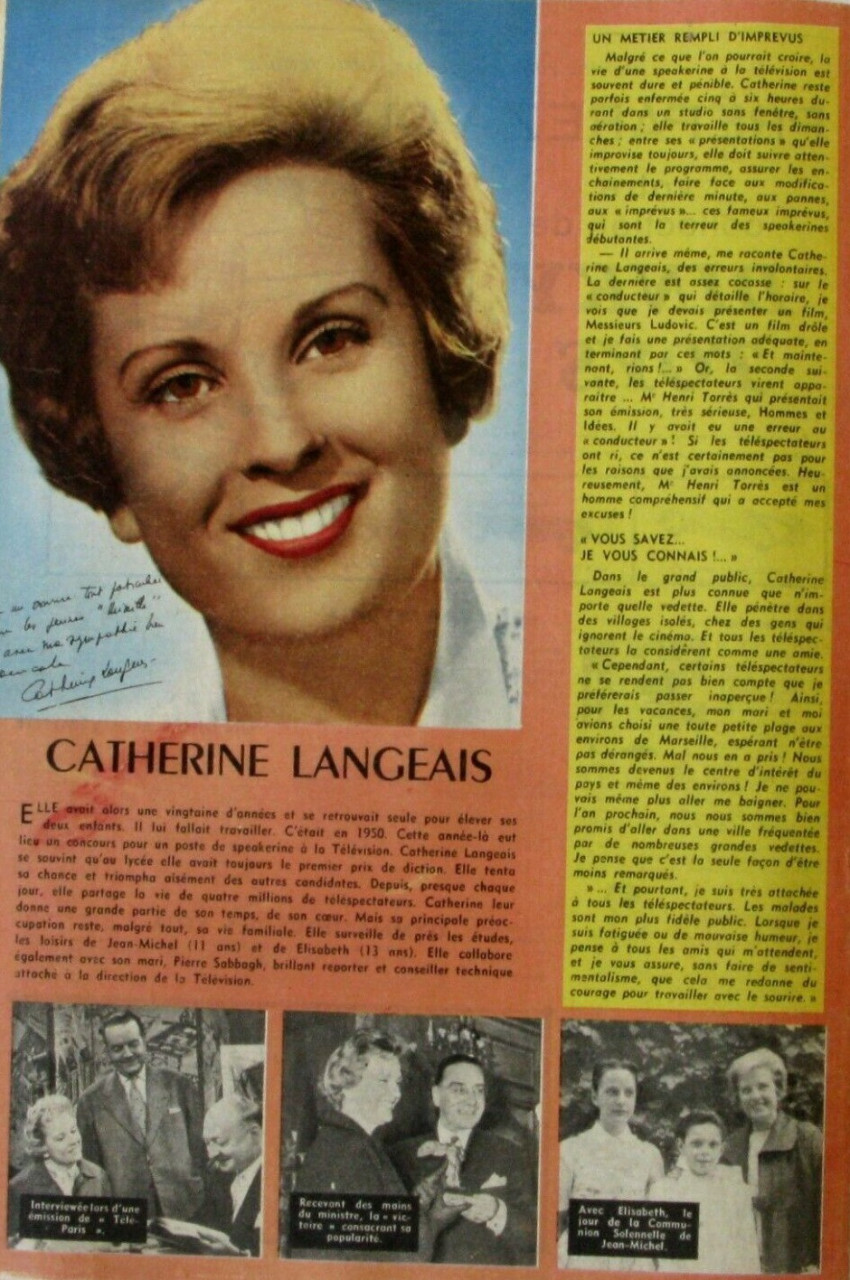 CATHERINE LANGEAIS
ELLE avait alors une vingtaine d'années et se retrouvait seule pour élever ses
deux enfants. Il lui fallait travailler. C'était en 1950. Cette année-là eut
lieu un concours pour un poste de speakerine à la Télévision. Catherine Langeais
se souvint qu'au lycée elle avait toujours le premier prix de diction. Elle tenta
sa chance et triompha aisément des autres candidates. Depuis, presque chaque
jour, elle partage la vie de quatre millions de téléspectateurs. Catherine leur
donne une grande partie de son temps, de son cœur. Mais sa principale préoc-
cupation reste, malgré tout, sa vie familiale. Elle surveille de près les études,
les loisirs de Jean-Michel (11 ans) et de Elisabeth (13 ans). Elle collabore
également avec son mari, Pierre Sabbagh, brillant reporter et conseiller technique
attaché à la direction de la Télévision.
UN METIER REMPLI D'IMPREVUS
Malgré ce que l'on pourrait croire, la
vie d'une speakerine à la télévision est
souvent dure et pénible. Catherine reste
parfois enfermée cinq à six heures du-
rant dans un studio sans fenêtre, sans
aération ; elle travaille tous les diman-
ches ; entre ses « présentations » qu'elle
improvise toujours, elle doit suivre atten-
tivement le programme, assurer les en-
chainements, faire face aux modifica-
tions de dernière minute, aux pannes,
aux « imprévus »... ces fameux imprévus,
qui sont la terreur des speakerines
débutantes.
— Il arrive même, me raconte Cathe-
rine Langeais, des erreurs involontaires.
La dernière est assez cocasse : sur le
« conducteur » qui détaille l'horaire, je
vois que je devais présenter un film,
Messieurs Ludovic. C'est un film drôle
et je fais une présentation adéquate, en
terminant par ces mots : « Et mainte-
nant, rions !... » Or, la seconde sui-
vante, les téléspectateurs virent appa-
raitre ... Me Henri Torrès qui présentait
son émission, très sérieuse, Hommes et
Idées. Il y avait eu une erreur au
« conducteur » ! Si les téléspectateurs
ont ri, ce n'est certainement pas pour
les raisons que j'avais annoncées. Heu-
reusement, Me Henri Torrès est un
homme compréhensif qui a accepté mes
excuses !
« VOUS SAVEZ...
JE VOUS CONNAIS !... »
Dans le grand public, Catherine
Langeais est plus connue que n'im-
porte quelle vedette. Elle pénètre dans
des villages isolés, chez des gens qui
ignorent le cinéma. Et tous les téléspec-
tateurs la considèrent comme une amie.
« Cependant, certains téléspectateurs
ne se rendent pas bien compte que je
préférerais passer inaperçue ! Ainsi,
pour les vacances, mon mari et moi
avions choisi une toute petite plage aux
environs de Marseille, espérant n'être
pas dérangés. Mal nous en a pris ! Nous
sommes devenus le centre d'intérêt du
pays et même des environs ! Je ne pou-
vais même plus aller me baigner. Pour
l'an prochain, nous nous sommes bien
promis d'aller dans une ville fréquentée
par de nombreuses grandes vedettes.
Je pense que c'est la seule façon d'être
moins remarqués.
» ... Et pourtant, je suis très attachée
à tous les téléspectateurs. Les malades
sont mon plus fidèle public. Lorsque je
suis fatiguée ou de mauvaise humeur, je
pense à tous les amis qui m'attendent,
et je vous assure, sans faire de senti-
mentalisme, que cela me redonne du
courage pour travailler avec le sourire. »
Interviewée lors d'une
émission de « Télé-
Paris ».
Recevant des mains
du ministre, la « vic-
toire » consacrant sa
popularité.
Avec Elisabeth, le
jour de la Commu-
nion Solennelle de
Jean-Michel.
un sourire tout particulier
les jeunes
avec ma sympathie
Catherine Langeais